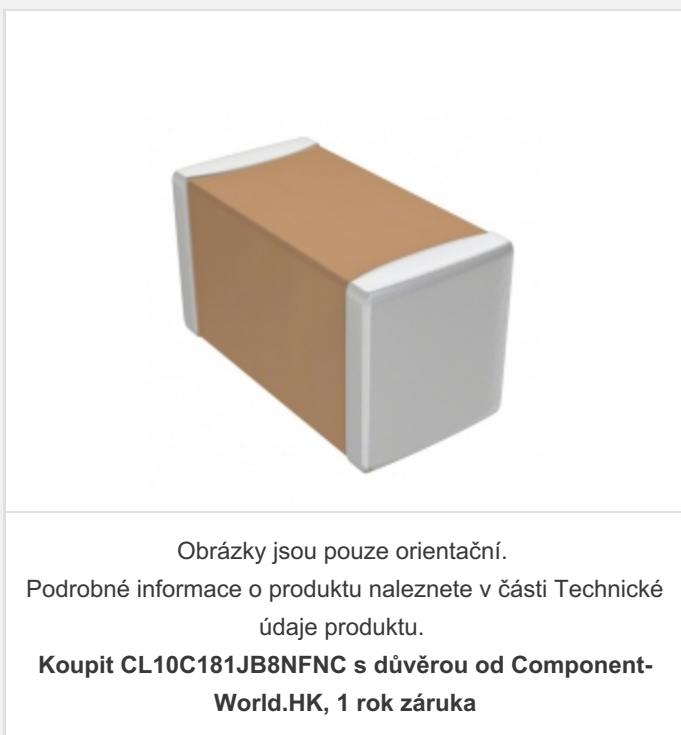 Obrázky jsou pouze orientační.
Podrobné informace o produktu naleznete v části Technické
údaje produktu.
Koupit CL10C181JB8NFNC s důvěrou od Component-
World.HK, 1 rok záruka